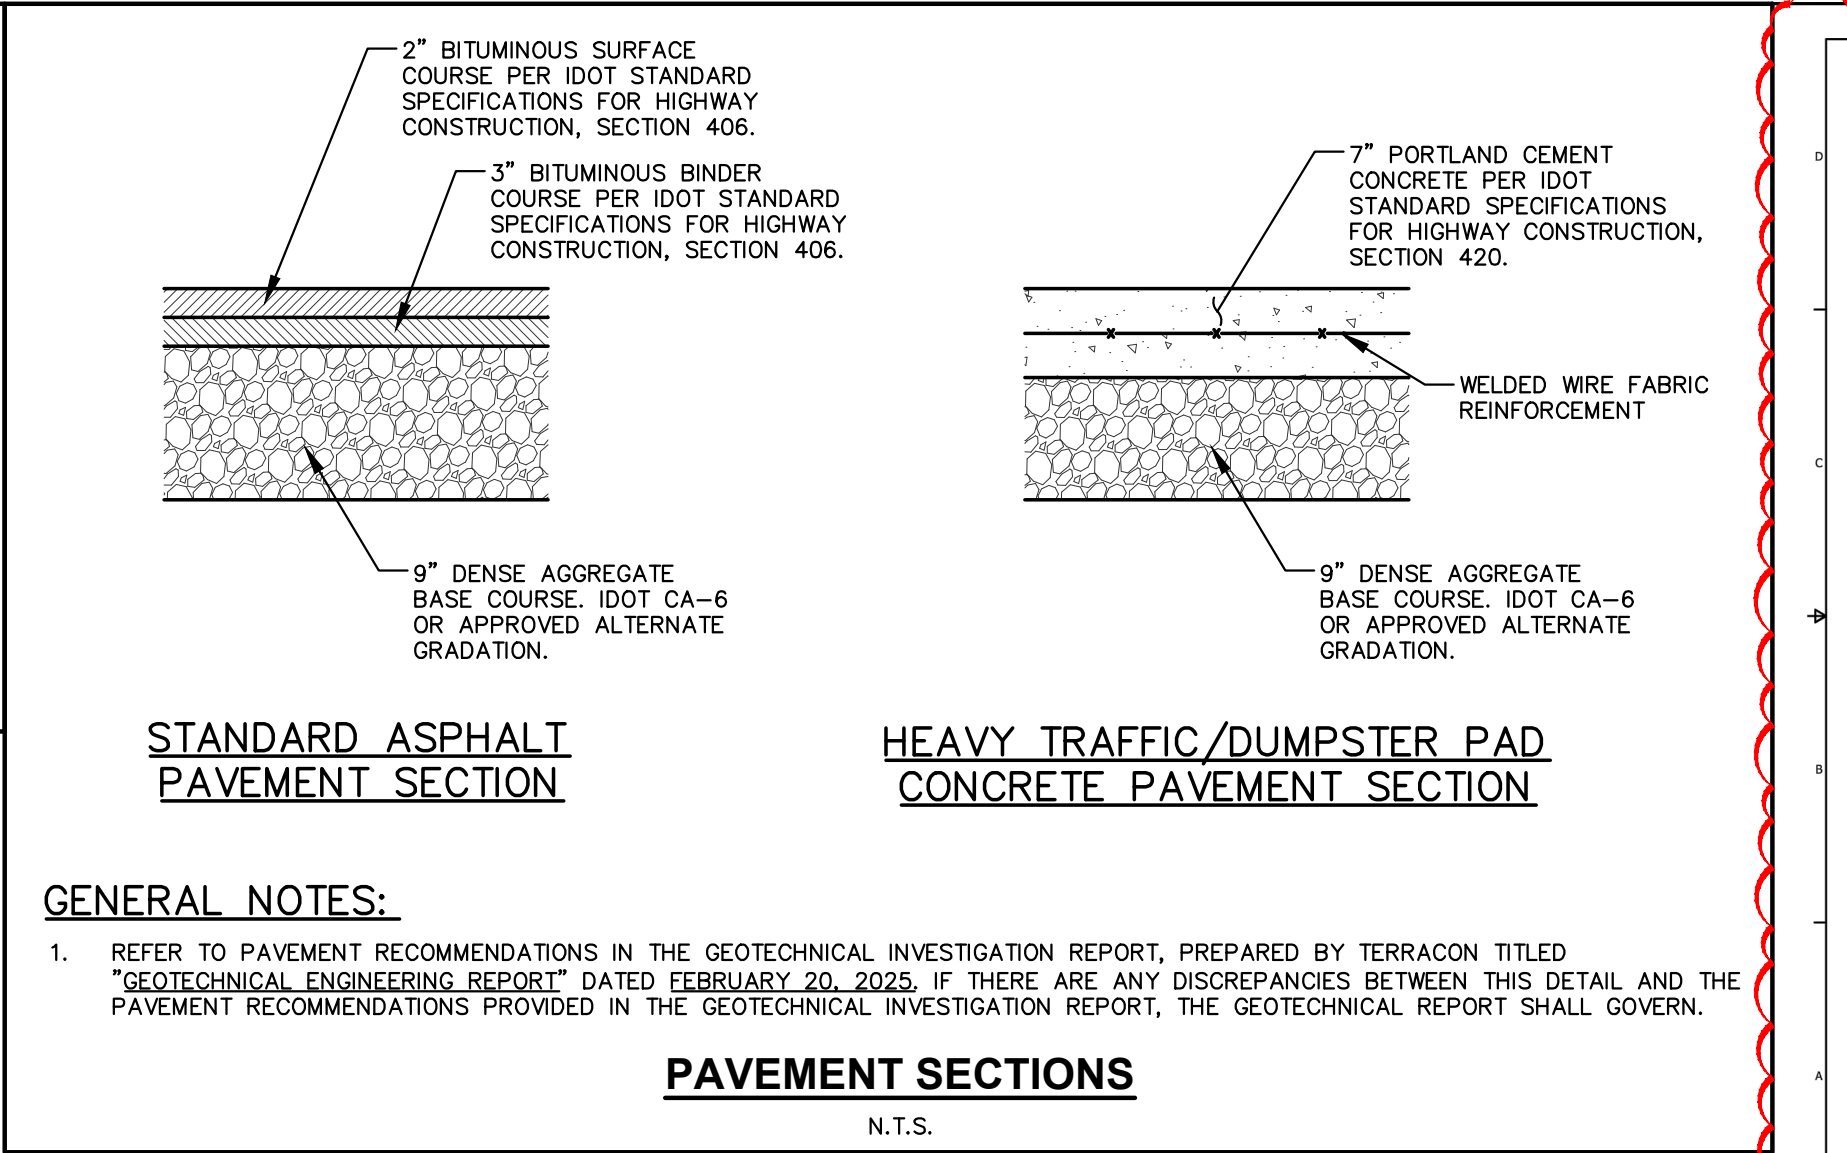 2” BITUMINOUS SURFACE
COURSE PER IDOT STANDARD
SPECIFICATIONS FOR HIGHWAY
CONSTRUCTION, SECTION 406.
3” BITUMINOUS BINDER
COURSE PER IDOT STANDARD
SPECIFICATIONS FOR HIGHWAY
CONSTRUCTION, SECTION 406.
9” DENSE AGGREGATE
BASE COURSE. IDOT CA-6
OR APPROVED ALTERNATE
GRADATION.
STANDARD ASPHALT
PAVEMENT SECTION
7” PORTLAND CEMENT
CONCRETE PER IDOT
STANDARD SPECIFICATIONS
FOR HIGHWAY CONSTRUCTION,
SECTION 420.
WELDED WIRE FABRIC
REINFORCEMENT
9” DENSE AGGREGATE
BASE COURSE. IDOT CA-6
OR APPROVED ALTERNATE
GRADATION.
HEAVY TRAFFIC/DUMPSTER PAD
CONCRETE PAVEMENT SECTION
GENERAL NOTES:
1. REFER TO PAVEMENT RECOMMENDATIONS IN THE GEOTECHNICAL INVESTIGATION REPORT, PREPARED BY TERRACON TITLED
"GEOTECHNICAL ENGINEERING REPORT" DATED FEBRUARY 20, 2025. IF THERE ARE ANY DISCREPANCIES BETWEEN THIS DETAIL AND THE
PAVEMENT RECOMMENDATIONS PROVIDED IN THE GEOTECHNICAL INVESTIGATION REPORT, THE GEOTECHNICAL REPORT SHALL GOVERN.
PAVEMENT SECTIONS
N.T.S.
D
C
B
A